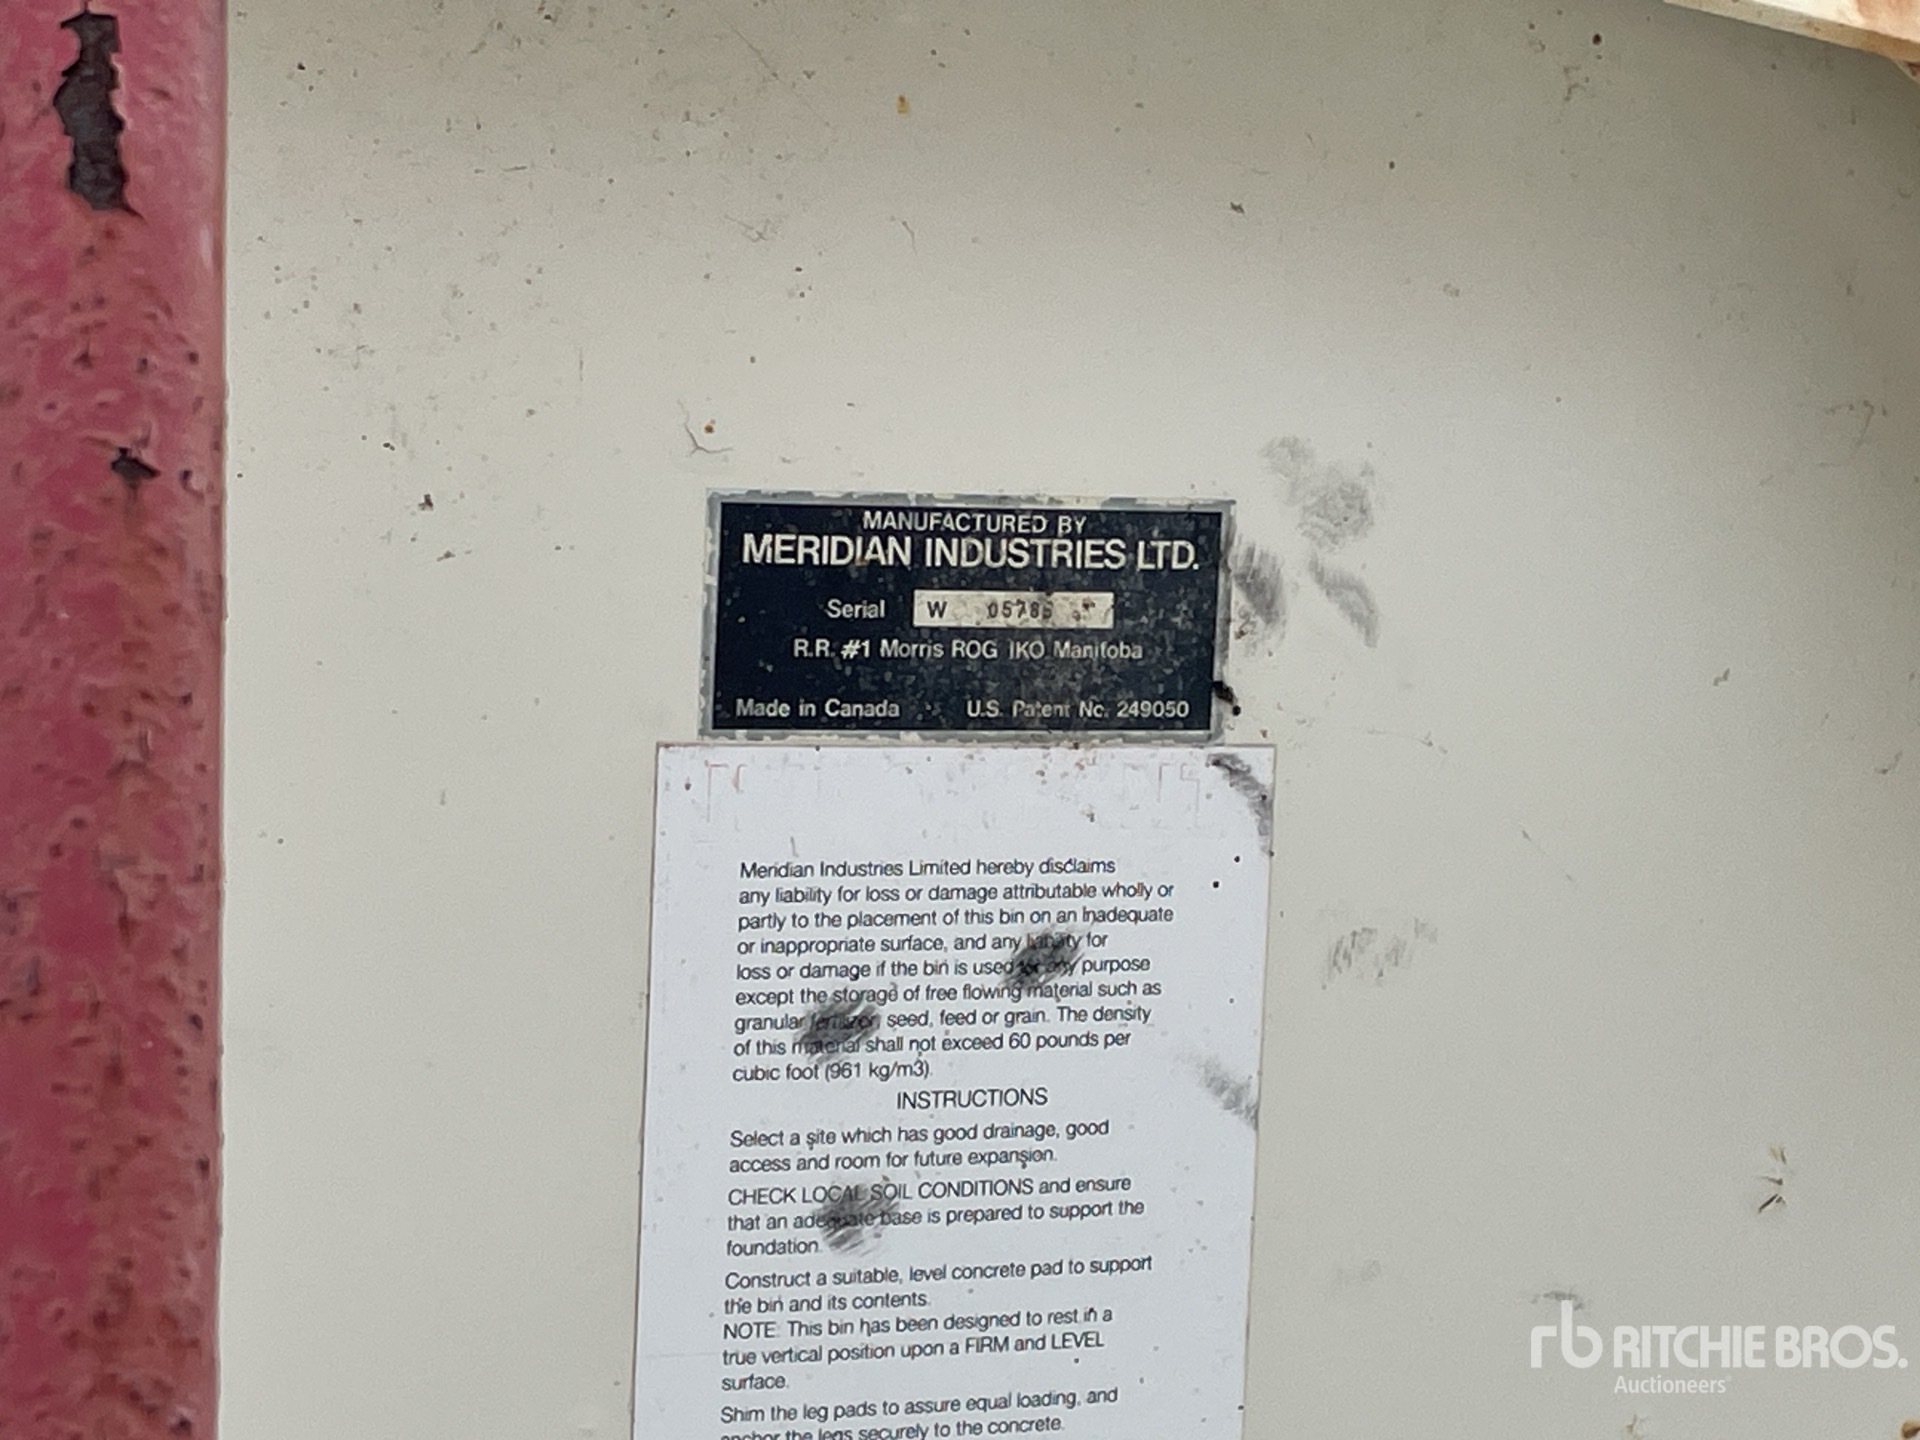 MANUFACTURED BY
MERIDIAN INDUSTRIES LTD.
Serial W
R.R. #1 Morris ROG IKO Manitoba
Made in Canada U.S. Patent No. 249050
Meridian Industries Limited hereby disclaims
any liability for loss or damage attributable wholly or
partly to the placement of this bin on an inadequate
or inappropriate surface, and any liability for
loss or damage if the bin is used for any purpose
except the storage of free flowing material such as
granular fertilizer, seed, feed or grain. The density
of this material shall not exceed 60 pounds per
cubic foot (961 kg/m3).
INSTRUCTIONS
Select a site which has good drainage, good
access and room for future expansion.
CHECK LOCAL SOIL CONDITIONS and ensure
that an adequate base is prepared to support the
foundation.
Construct a suitable, level concrete pad to support
the bin and its contents.
NOTE: This bin has been designed to rest in a
true vertical position upon a FIRM and LEVEL
surface.
Shim the leg pads to assure equal loading, and
anchor the legs securely to the concrete.
rb RITCHIE BROS.
Auctioneers